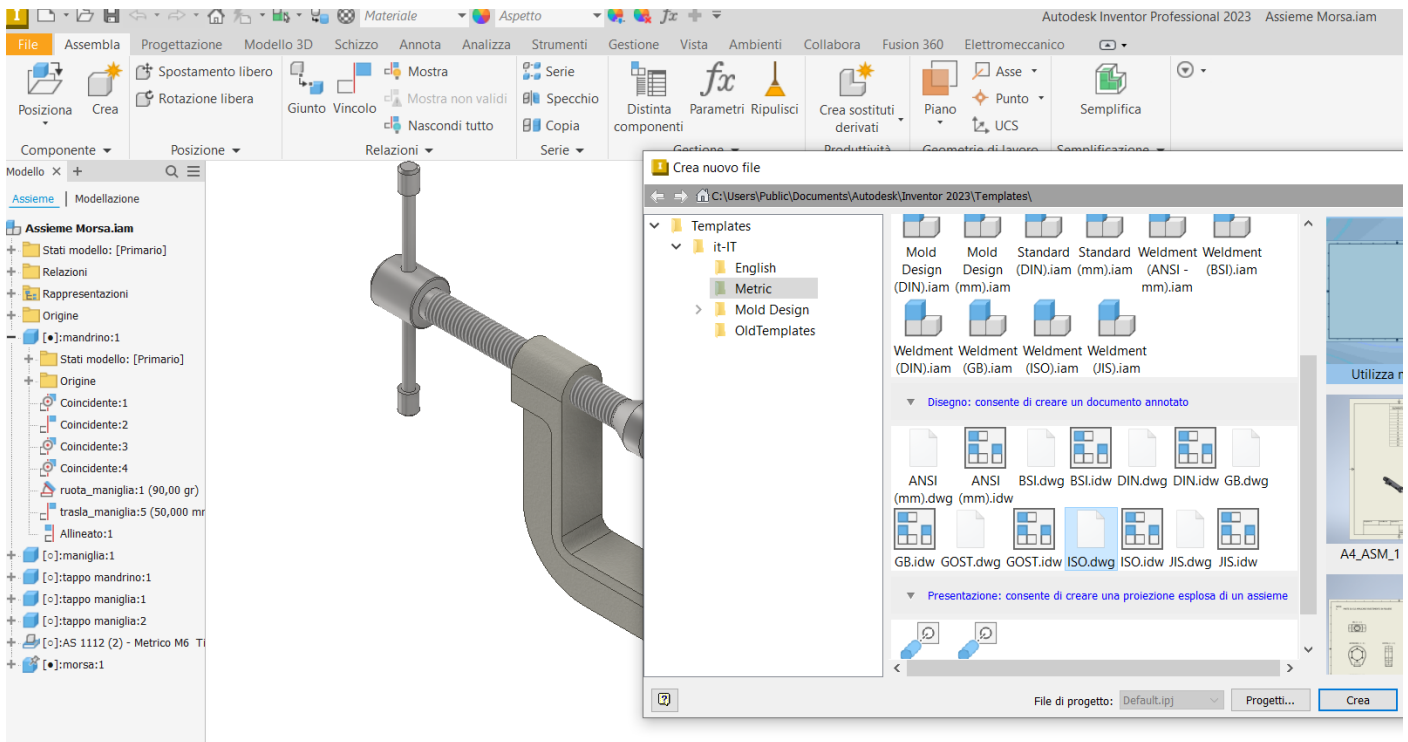 Materiale
Aspetto
fx
Autodesk Inventor Professional 2023 Assieme Morsa.iam
File Assembla Progettazione Modello 3D Schizzo Annota Analizza Strumenti Gestione Vista Ambienti Collabora Fusion 360 Elettromeccanico
Posiziona
Crea
Spostamento libero
Rotazione libera
Giunto Vincolo
Mostra
Mostra non validi
Nascondi tutto
Serie
Specchio
Copia
Distinta
componenti
fx
Parametri
Ripulisci
Crea sostituti
derivati
Piano
Asse
Punto
UCS
Semplifica
Componente Posizione Relazioni Serie Gestione Produttività Geometrie di lavoro Semplificazione
Modello
Assieme | Modellazione
Assieme Morsa.iam
Stati modello: [Primario]
Relazioni
Rappresentazioni
Origine
[●]:mandrino:1
Stati modello: [Primario]
Origine
Coincidente:1
Coincidente:2
Coincidente:3
Coincidente:4
ruota_maniglia:1 (90,00 gr)
trasla_maniglia:5 (50,000 mr
Allineato:1
[○]:maniglia:1
[○]:tappo mandrino:1
[○]:tappo maniglia:1
[○]:tappo maniglia:2
[○]:AS 1112 (2) - Metrico M6 Ti
[●]:morsa:1
Crea nuovo file
C:\Users\Public\Documents\Autodesk\Inventor 2023\Templates\
Templates
it-IT
English
Metric
Mold Design
OldTemplates
Mold Design (DIN).iam
Mold Design (mm).iam
Standard (DIN).iam
Standard (mm).iam
Weldment (ANSI - mm).iam
Weldment (BSI).iam
Weldment (DIN).iam
Weldment (GB).iam
Weldment (ISO).iam
Weldment (JIS).iam
Disegno: consente di creare un documento annotato
ANSI (mm).dwg
ANSI (mm).idw
BSI.dwg BSI.idw DIN.dwg DIN.idw GB.dwg
GB.idw GOST.dwg GOST.idw ISO.dwg ISO.idw JIS.dwg JIS.idw
Presentazione: consente di creare una proiezione esplosa di un assieme
Utilizza
A4_ASM_1
File di progetto: Default.ipj
Progetti...
Crea